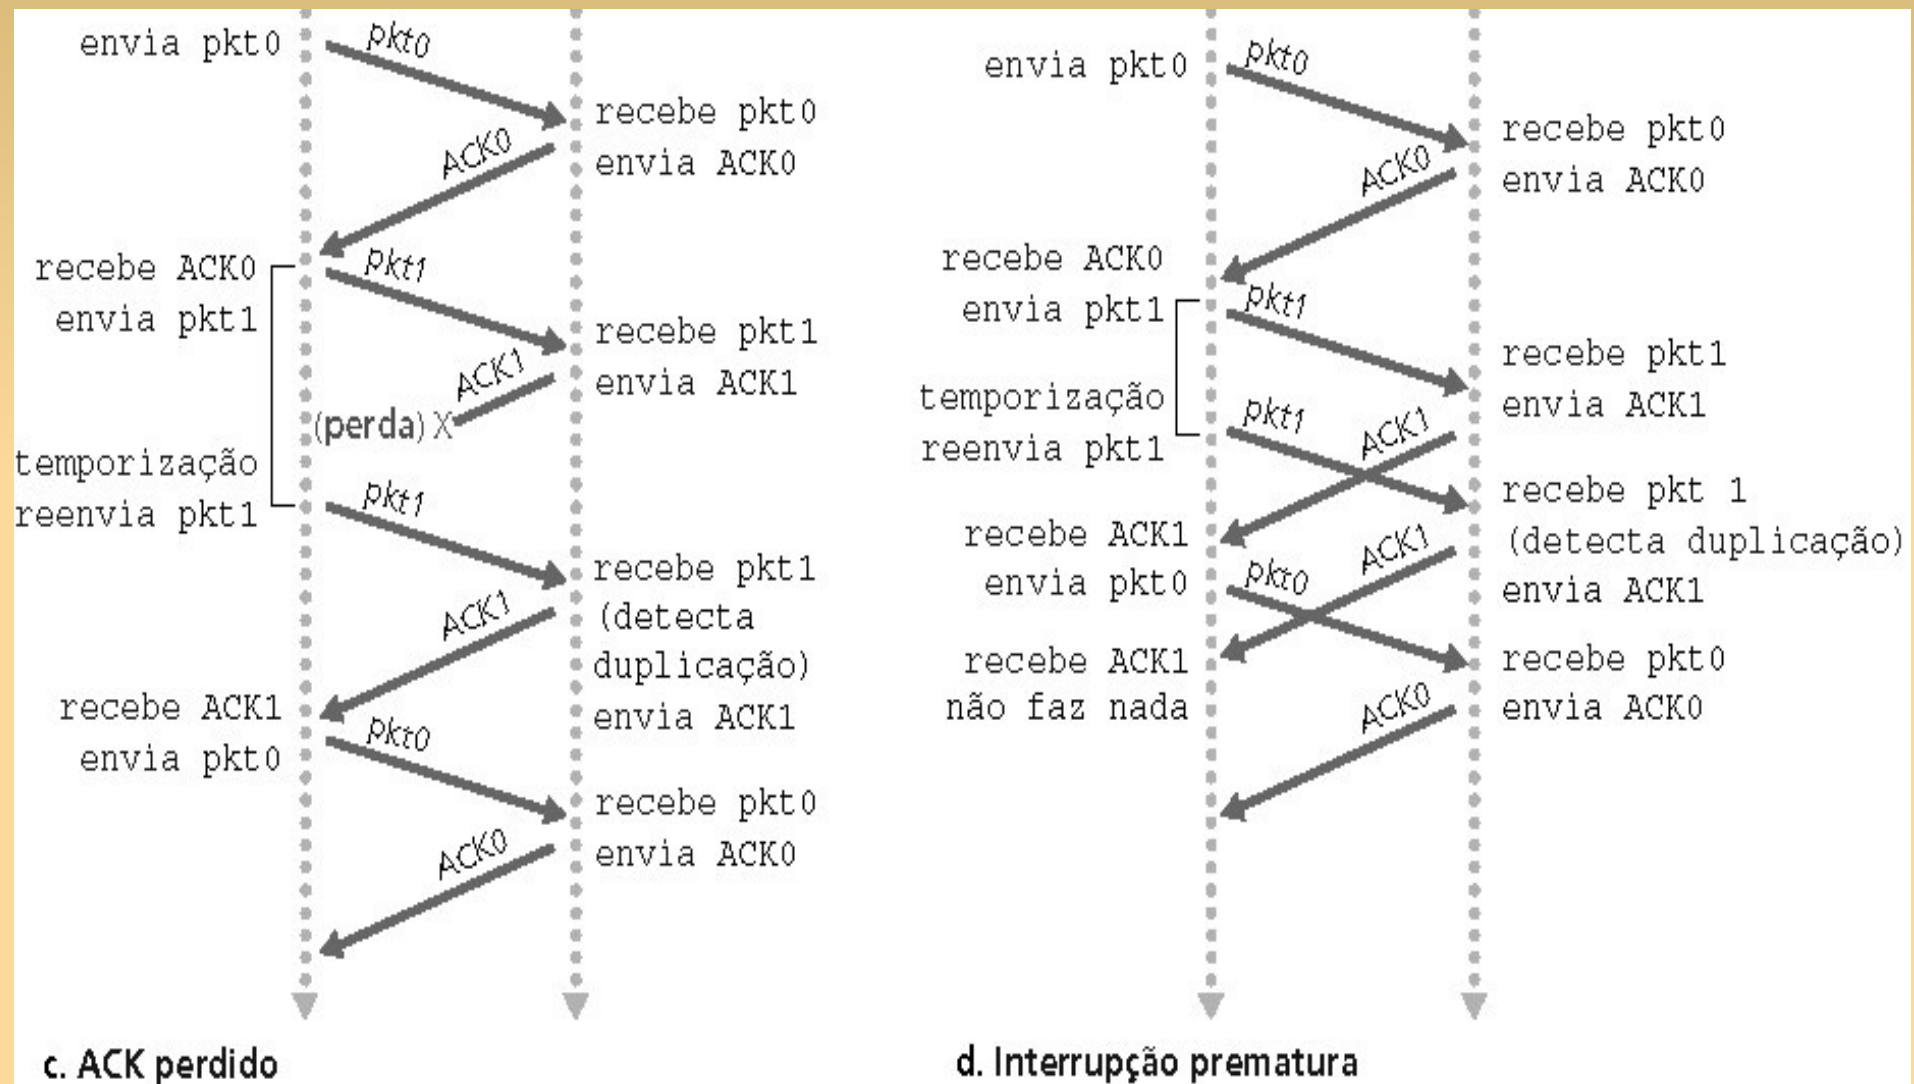 envia pkt0
pkt0
recebe pkt0
envia ACK0
ACK0
recebe ACK0
envia pkt1
pkt1
recebe pkt1
envia ACK1
ACK1
(perda) X
temporização
reenvia pkt1
pkt1
recebe pkt1
(detecta
duplicação)
envia ACK1
ACK1
recebe ACK1
envia pkt0
pkt0
recebe pkt0
envia ACK0
ACK0
c. ACK perdido
envia pkt0
pkt0
recebe pkt0
envia ACK0
ACK0
recebe ACK0
envia pkt1
pkt1
recebe pkt1
envia ACK1
temporização
reenvia pkt1
pkt1
ACK1
recebe pkt 1
(detecta duplicação)
envia ACK1
recebe ACK1
envia pkt0
ACK1
pkt0
recebe ACK1
não faz nada
recebe pkt0
envia ACK0
ACK0
d. Interrupção prematura